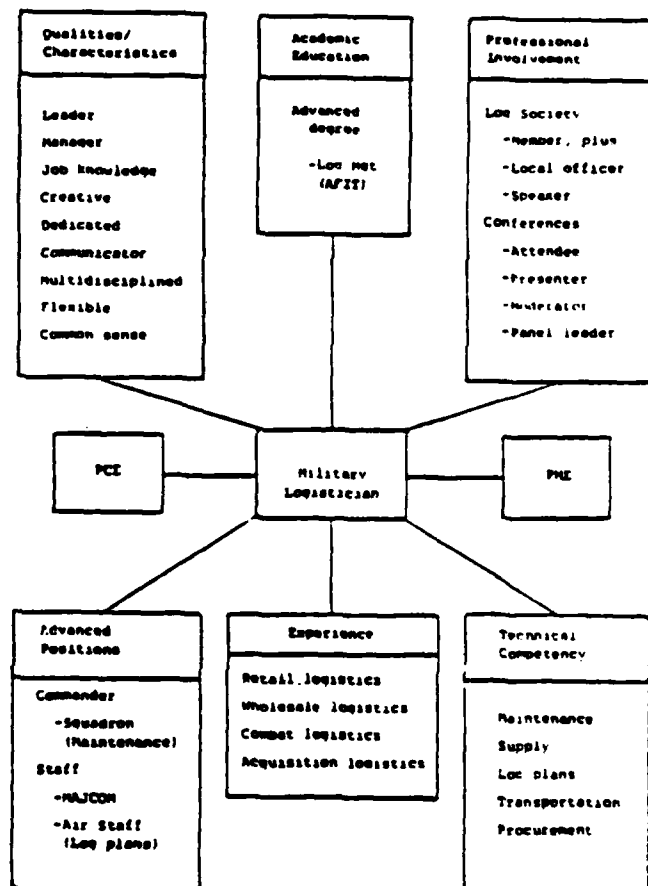 Qualities/
Characteristics
Leader
Manager
Job knowledge
Creative
Dedicated
Communicator
Multidisciplined
Flexible
Common sense
Academic
Education
Advanced
degree
-Log Mgt
(AFIT)
Professional
Involvement
Log Society
-Member, plus
-Local officer
-Speaker
Conferences
-Attendee
-Presenter
-Moderator
-Panel leader
PCE
Military
Logistician
PME
Advanced
Positions
Commander
-Squadron
(Maintenance)
Staff
-MAJCOM
-Air Staff
(Log plans)
Experience
Retail logistics
Wholesale logistics
Combat logistics
Acquisition logistics
Technical
Competency
Maintenance
Supply
Log plans
Transportation
Procurement